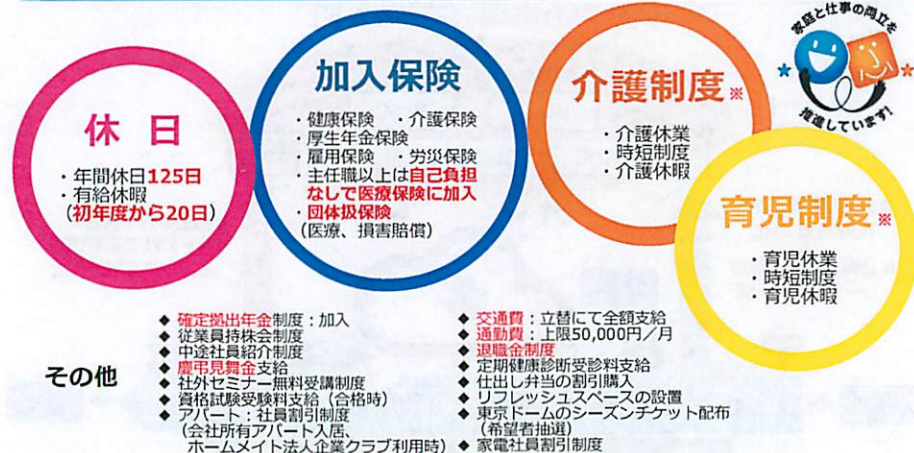 家庭と仕事の両立を
推進しています!
休 日
・年間休日125日
・有給休暇
(初年度から20日)
加入保険
・健康保険 ・介護保険
・厚生年金保険
・雇用保険 ・労災保険
・主任職以上は自己負担
なしで医療保険に加入
・団体扱保険
(医療、損害賠償)
介護制度※
・介護休業
・時短制度
・介護休暇
育児制度※
・育児休業
・時短制度
・育児休暇
その他
◆ 確定拠出年金制度:加入
◆ 従業員持株会制度
◆ 中途社員紹介制度
◆ 慶弔見舞金支給
◆ 社外セミナー無料受講制度
◆ 資格試験受験料支給(合格時)
◆ アパート:社員割引制度
(会社所有アパート入居、
ホームメイト法人企業クラブ利用時)
◆ 交通費:立替にて全額支給
◆ 通勤費:上限50,000円/月
◆ 退職金制度
◆ 定期健康診断受診料支給
◆ 仕出し弁当の割引購入
◆ リフレッシュスペースの設置
◆ 東京ドームのシーズンチケット配布
(希望者抽選)
◆ 家電社員割引制度